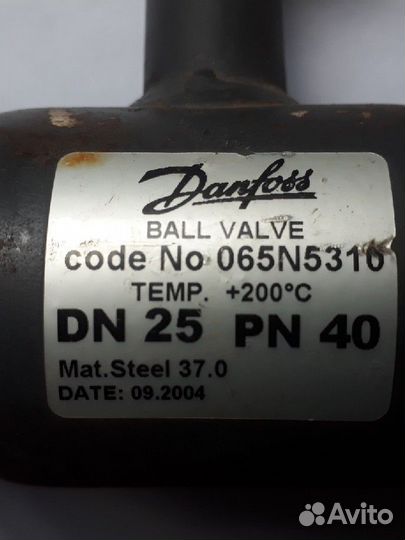 Danfoss
BALL VALVE
code No 065N5310
TEMP. +200°C
DN 25 PN 40
Mat.Steel 37.0
DATE: 09.2004
Avito